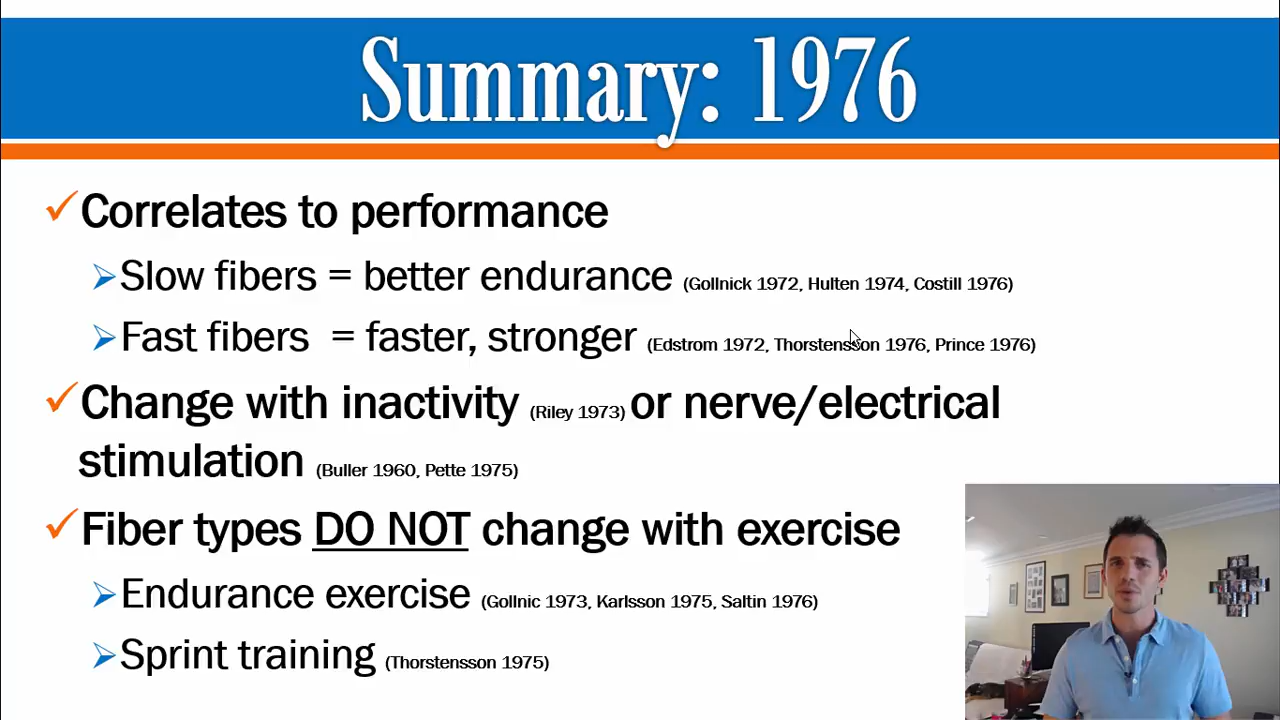 Summary: 1976
Correlates to performance
Slow fibers = better endurance (Gollnick 1972, Hulten 1974, Costill 1976)
Fast fibers = faster, stronger (Edstrom 1972, Thorstensson 1976, Prince 1976)
Change with inactivity (Riley 1973) or nerve/electrical
stimulation (Buller 1960, Pette 1975)
Fiber types DO NOT change with exercise
Endurance exercise (Gollnic 1973, Karlsson 1975, Saltin 1976)
Sprint training (Thorstensson 1975)